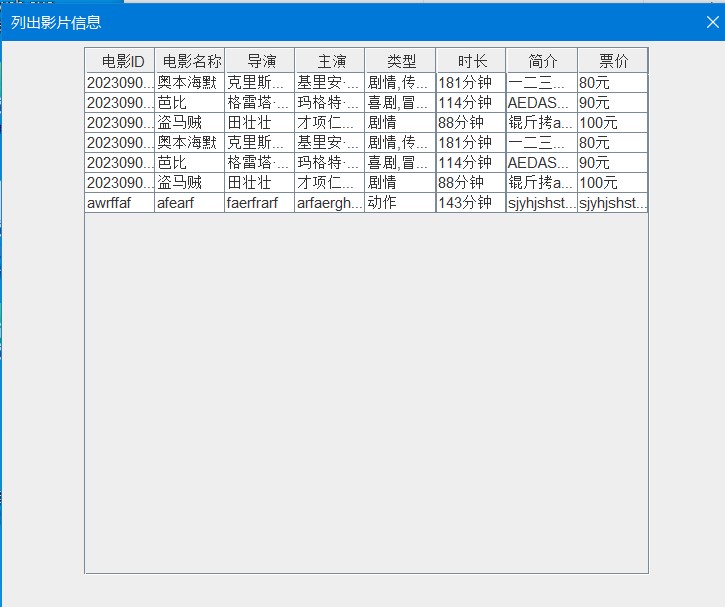 列出影片信息
电影ID 电影名称 导演 主演 类型 时长 简介 票价
2023090... 奥本海默 克里斯... 基里安·... 剧情,传... 181分钟 一二三... 80元
2023090... 芭比 格雷塔·... 玛格特·... 喜剧,冒... 114分钟 AEDAS... 90元
2023090... 盗马贼 田壮壮 才项仁... 剧情 88分钟 锟斤拷a... 100元
2023090... 奥本海默 克里斯... 基里安·... 剧情,传... 181分钟 一二三... 80元
2023090... 芭比 格雷塔·... 玛格特·... 喜剧,冒... 114分钟 AEDAS... 90元
2023090... 盗马贼 田壮壮 才项仁... 剧情 88分钟 锟斤拷a... 100元
awrffaf afearf faerfrarf arfaergh... 动作 143分钟 sjyhjshst... sjyhjshst...